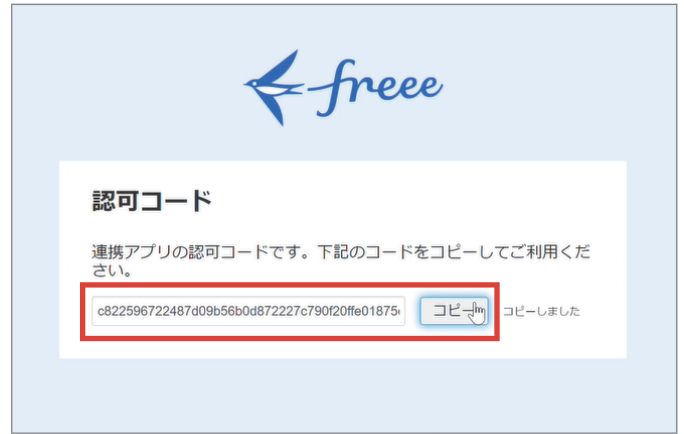 freee
認可コード
連携アプリの認可コードです。下記のコードをコピーしてご利用くだ
さい。
c822596722487d09b56b0d872227c790f20ffe01875 コピー コピーしました